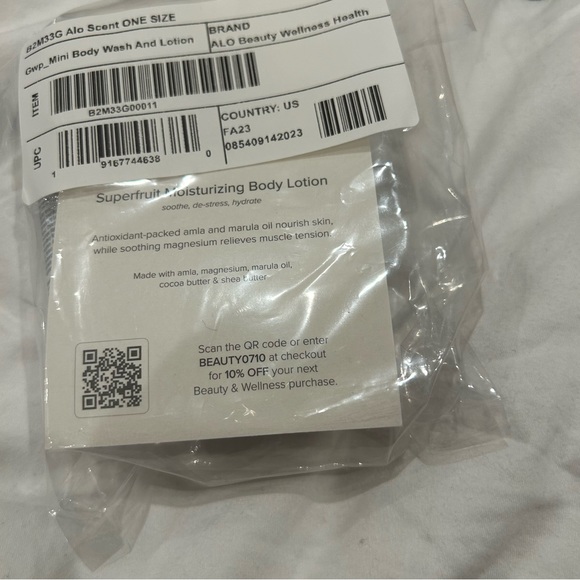 B2M33G Alo Scent ONE SIZE
BRAND
Gwp_Mini Body Wash And Lotion
ALO Beauty Wellness Health
ITEM
B2M33G00011
COUNTRY: US
FA23
085409142023
UPC
1 9167744638 0
Superfruit Moisturizing Body Lotion
soothe, de-stress, hydrate
Antioxidant-packed amla and marula oil nourish skin,
while soothing magnesium relieves muscle tension.
Made with amla, magnesium, marula oil,
cocoa butter & shea butter
Scan the QR code or enter
BEAUTY0710 at checkout
for 10% OFF your next
Beauty & Wellness purchase.